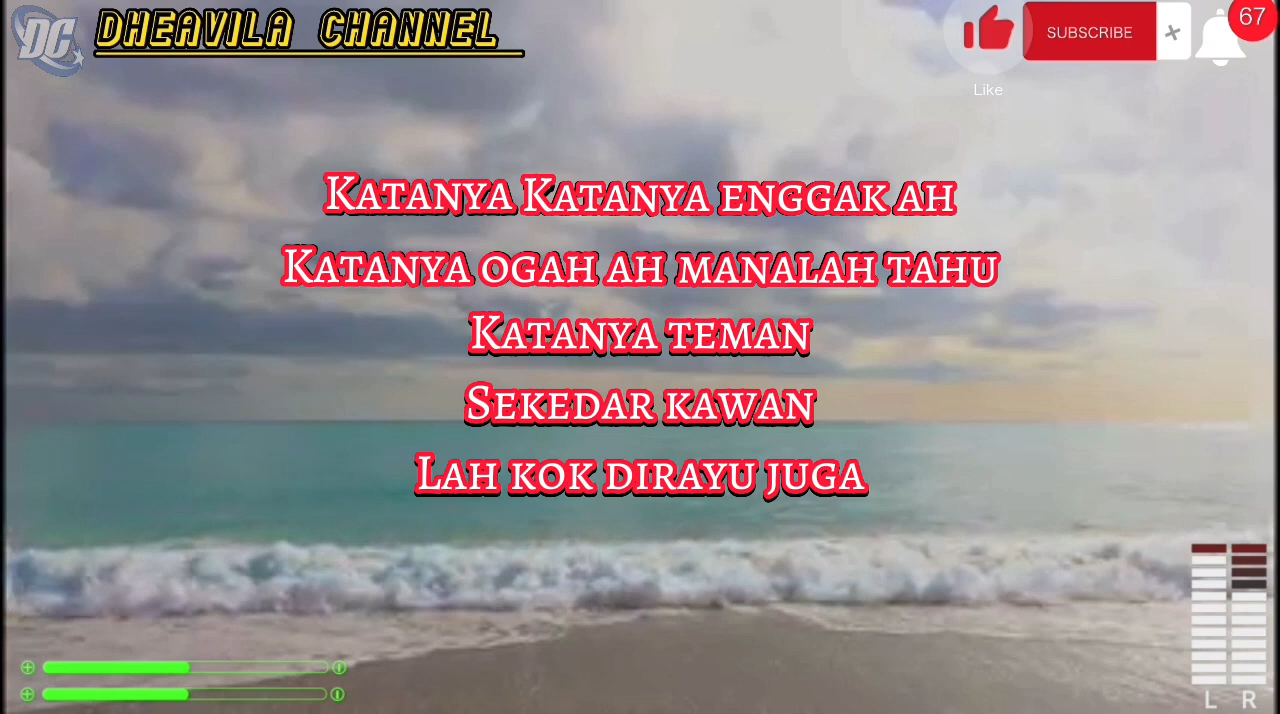 DC DHEAVILA CHANNEL
SUBSCRIBE
67
Like
KATANYA KATANYA ENGGAK AH
KATANYA OGAH AH MANALAH TAHU
KATANYA TEMAN
SEKEDAR KAWAN
LAH KOK DIRAYU JUGA
L R